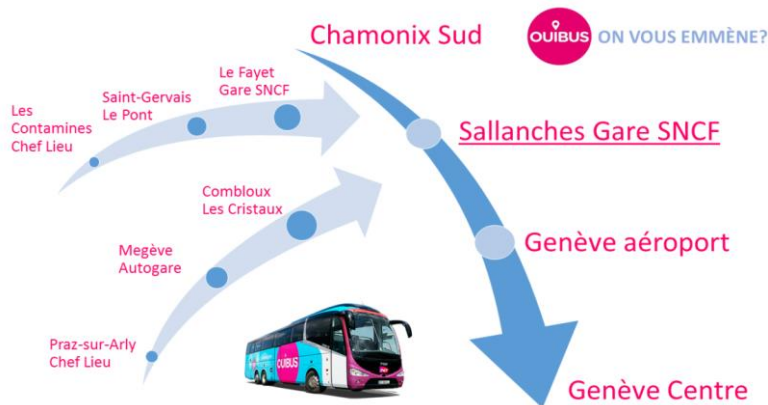 Chamonix Sud
OUIBUS
ON VOUS EMMÈNE?
Le Fayet
Gare SNCF
Saint-Gervais
Le Pont
Les
Contamines
Chef Lieu
Sallanches Gare SNCF
Combloux
Les Cristaux
Genève aéroport
Megève
Autogare
Praz-sur-Arly
Chef Lieu
OUIBUS
Genève Centre